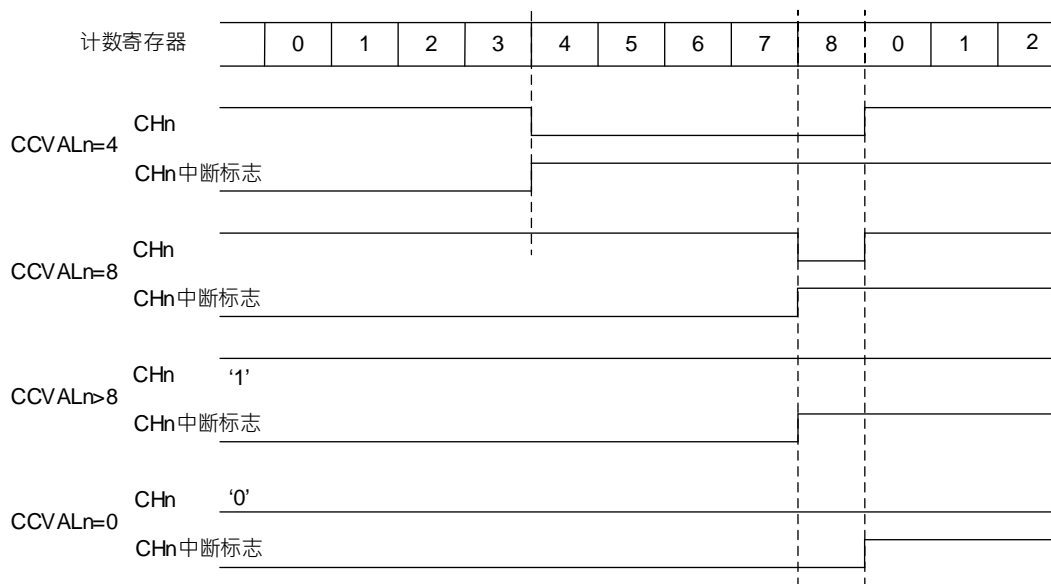 计数寄存器 0 1 2 3 4 5 6 7 8 0 1 2
CHn
CCVALn=4
CHn中断标志
CHn
CCVALn=8
CHn中断标志
CHn ‘1’
CCVALn>8
CHn中断标志
CHn ‘0’
CCVALn=0
CHn中断标志